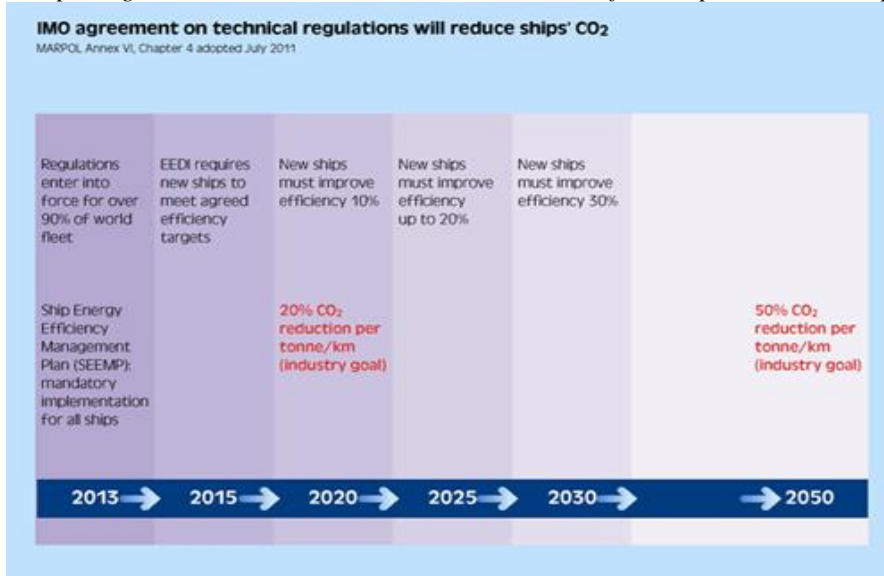 IMO agreement on technical regulations will reduce ships' CO₂
MARPOL Annex VI, Chapter 4 adopted July 2011
Regulations
enter into
force for over
90% of world
fleet
EEDI requires
new ships to
meet agreed
efficiency
targets
New ships
must improve
efficiency 10%
New ships
must improve
efficiency
up to 20%
New ships
must improve
efficiency 30%
Ship Energy
Efficiency
Management
Plan (SEEMP):
mandatory
implementation
for all ships
20% CO₂
reduction per
tonne/km
(industry goal)
50% CO₂
reduction per
tonne/km
(industry goal)
2013
2015
2020
2025
2030
2050